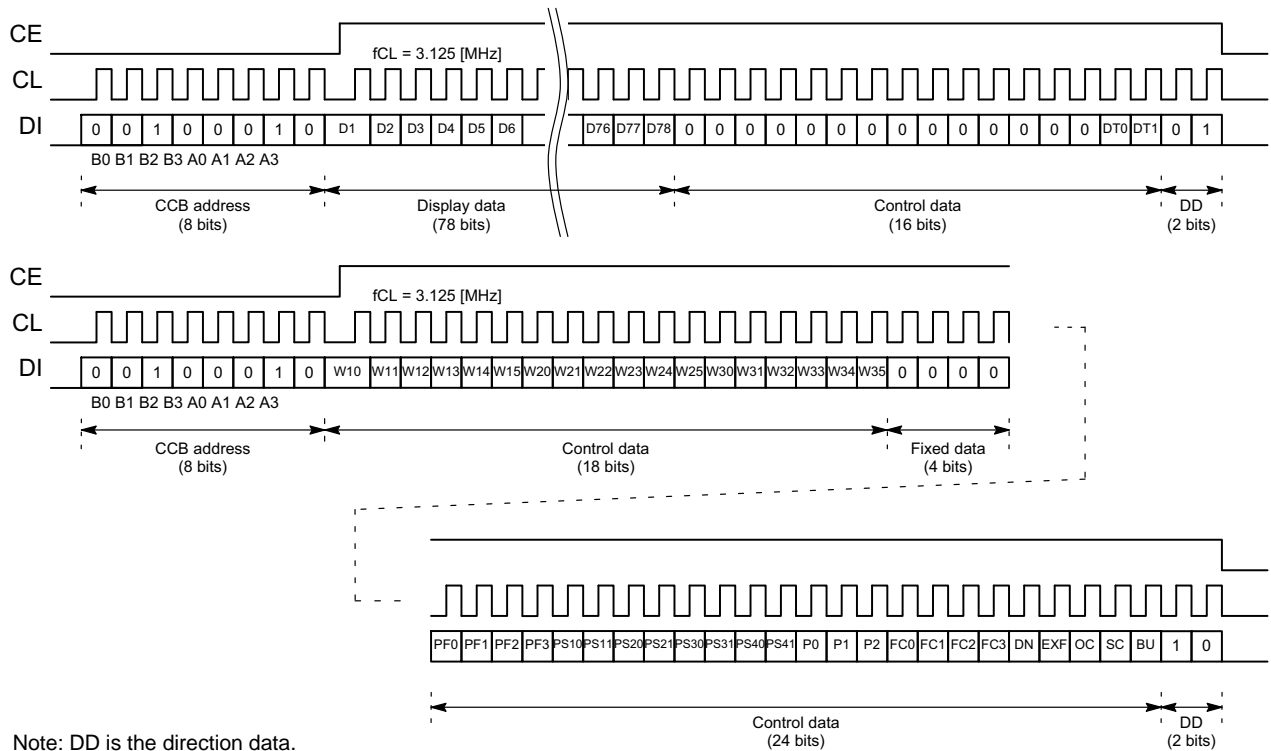 CE
fCL = 3.125 [MHz]
CL
DI 0 0 1 0 0 0 1 0 D1 D2 D3 D4 D5 D6 D76 D77 D78 0 0 0 0 0 0 0 0 0 0 0 0 0 0 DT0 DT1 0 1
B0 B1 B2 B3 A0 A1 A2 A3
CCB address Display data Control data DD
(8 bits) (78 bits) (16 bits) (2 bits)
CE
fCL = 3.125 [MHz]
CL
DI 0 0 1 0 0 0 1 0 W10 W11 W12 W13 W14 W15 W20 W21 W22 W23 W24 W25 W30 W31 W32 W33 W34 W35 0 0 0 0
B0 B1 B2 B3 A0 A1 A2 A3
CCB address Control data Fixed data
(8 bits) (18 bits) (4 bits)
PF0 PF1 PF2 PF3 PS10 PS11 PS20 PS21 PS30 PS31 PS40 PS41 P0 P1 P2 FC0 FC1 FC2 FC3 DN EXF OC SC BU 1 0
Control data DD
(24 bits) (2 bits)
Note: DD is the direction data.